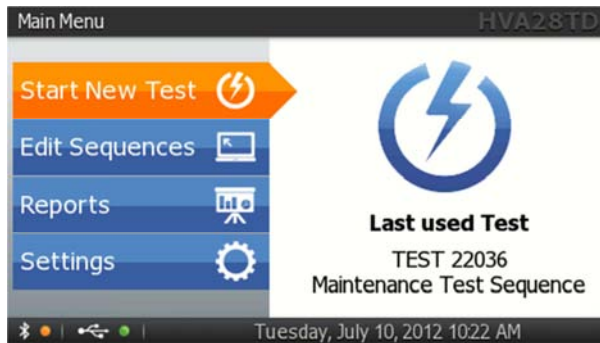 Main Menu
HVA28TD
Start New Test
Edit Sequences
Reports
Settings
Last used Test
TEST 22036
Maintenance Test Sequence
Tuesday, July 10, 2012 10:22 AM